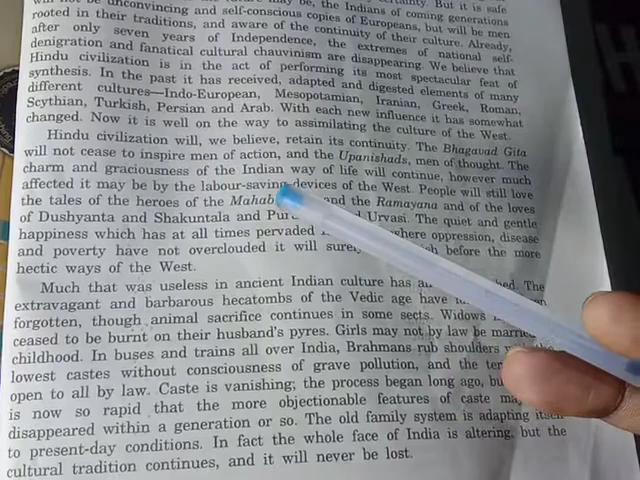 will not be unconvincing and self-conscious copies of Europeans, but will be men
rooted in their traditions, and aware of the continuity of their culture. Already,
after only seven years of Independence, the extremes of national self-
denigration and fanatical cultural chauvinism are disappearing. We believe that
Hindu civilization is in the act of performing its most spectacular feat of
synthesis. In the past it has received, adapted and digested elements of many
different cultures—Indo-European, Mesopotamian, Iranian, Greek, Roman,
Scythian, Turkish, Persian and Arab. With each new influence it has somewhat
changed. Now it is well on the way to assimilating the culture of the West.
Hindu civilization will, we believe, retain its continuity. The Bhagavad Gita
will not cease to inspire men of action, and the Upanishads, men of thought. The
charm and graciousness of the Indian way of life will continue, however much
affected it may be by the labour-saving devices of the West. People will still love
the tales of the heroes of the Mahab and the Ramayana and of the loves
of Dushyanta and Shakuntala and Pur Urvasi. The quiet and gentle
happiness which has at all times pervaded where oppression, disease
and poverty have not overclouded it will before the more
hectic ways of the West.
Much that was useless in ancient Indian culture has The
extravagant and barbarous hecatombs of the Vedic age have
forgotten, though animal sacrifice continues in some sects. Widows
ceased to be burnt on their husband's pyres. Girls may not by law be married
childhood. In buses and trains all over India, Brahmans rub shoulders
lowest castes without consciousness of grave pollution, and the
open to all by law. Caste is vanishing; the process began long ago, but
is now so rapid that the more objectionable features of caste
disappeared within a generation or so. The old family system is adapting itself
to present-day conditions. In fact the whole face of India is altering, but the
cultural tradition continues, and it will never be lost.